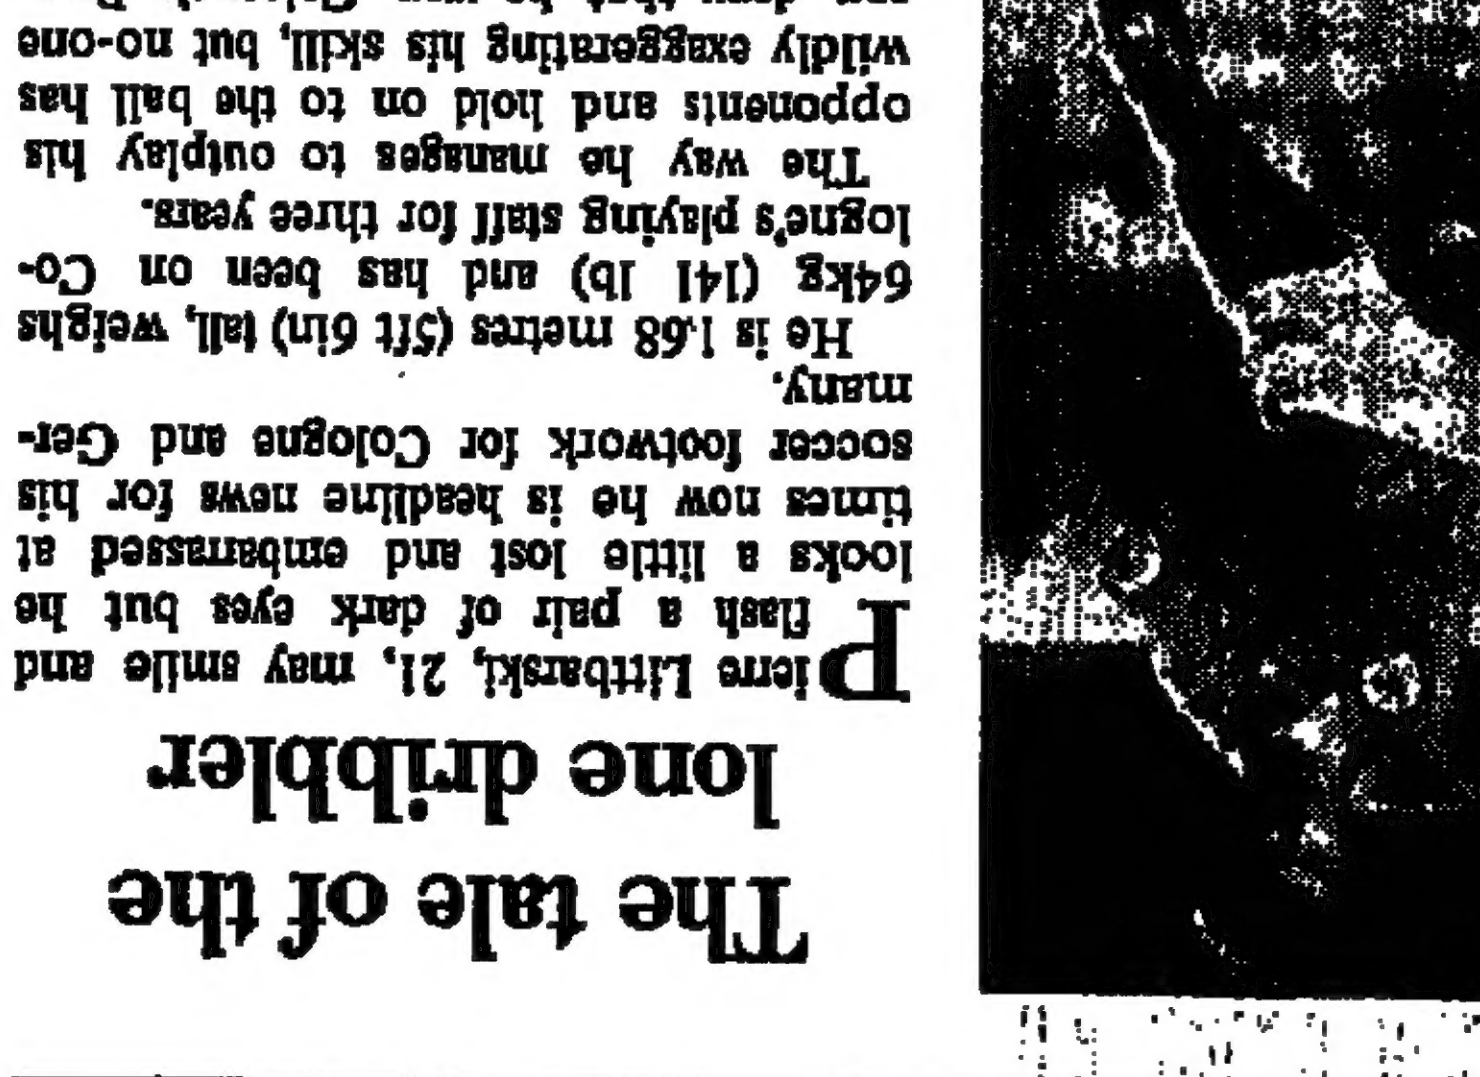 The tale of the
lone dribbler
Pierre Littbarski, 21, may smile and
flash a pair of dark eyes but he
looks a little lost and embarrassed at
times now he is headline news for his
soccer footwork for Cologne and Ger-
many.
He is 1.68 metres (5ft 6in) tall, weighs
64kg (141 lb) and has been on Co-
logne's playing staff for three years.
The way he manages to outplay his
opponents and hold on to the ball has
wildly exaggerating his skill, but no-one